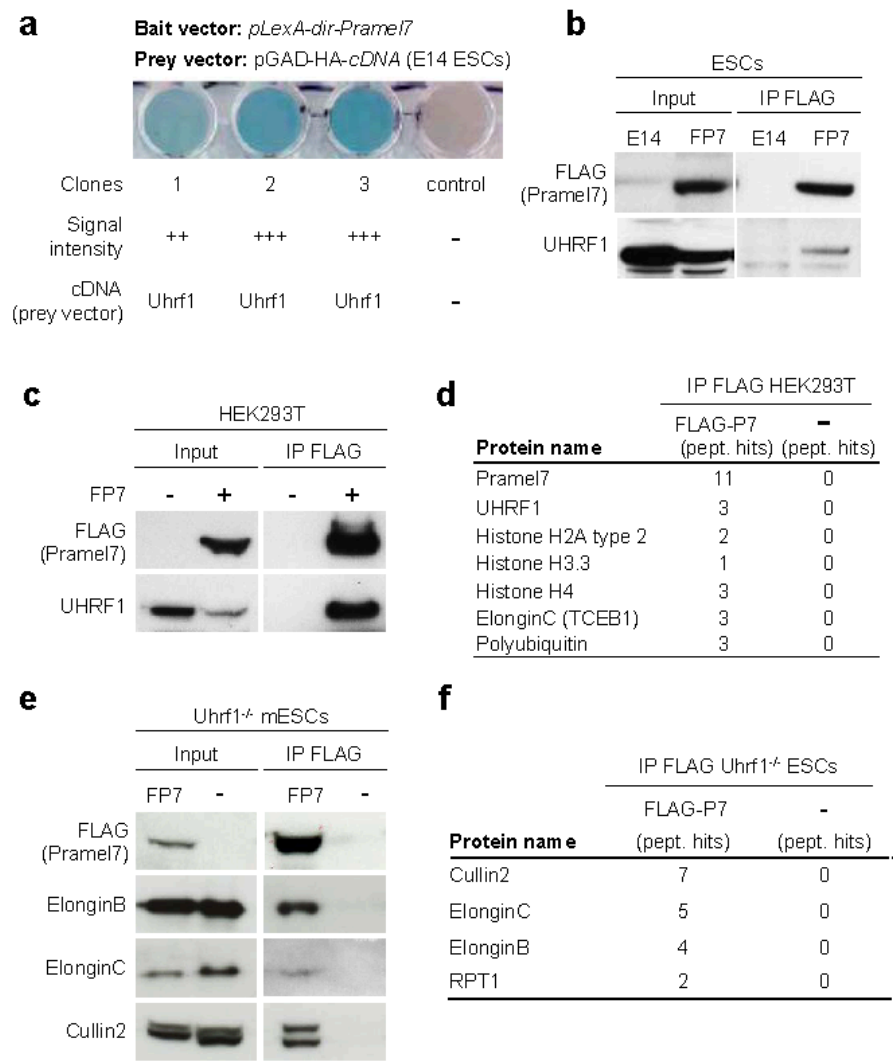 a
Bait vector: pLexA-dir-Pramel7
Prey vector: pGAD-HA-cDNA (E14 ESCs)
Clones 1 2 3 control
Signal intensity ++ +++ +++ -
cDNA (prey vector) Uhrf1 Uhrf1 Uhrf1 -
b
ESCs
Input IP FLAG
E14 FP7 E14 FP7
FLAG
(Pramel7)
UHRF1
c
HEK293T
Input IP FLAG
FP7 - + - +
FLAG
(Pramel7)
UHRF1
d
IP FLAG HEK293T
FLAG-P7 -
Protein name (pept. hits) (pept. hits)
Pramel7 11 0
UHRF1 3 0
Histone H2A type 2 2 0
Histone H3.3 1 0
Histone H4 3 0
ElonginC (TCEB1) 3 0
Polyubiquitin 3 0
e
Uhrf1-/- mESCs
Input IP FLAG
FP7 - FP7 -
FLAG
(Pramel7)
ElonginB
ElonginC
Cullin2
f
IP FLAG Uhrf1-/- ESCs
FLAG-P7 -
Protein name (pept. hits) (pept. hits)
Cullin2 7 0
ElonginC 5 0
ElonginB 4 0
RPT1 2 0